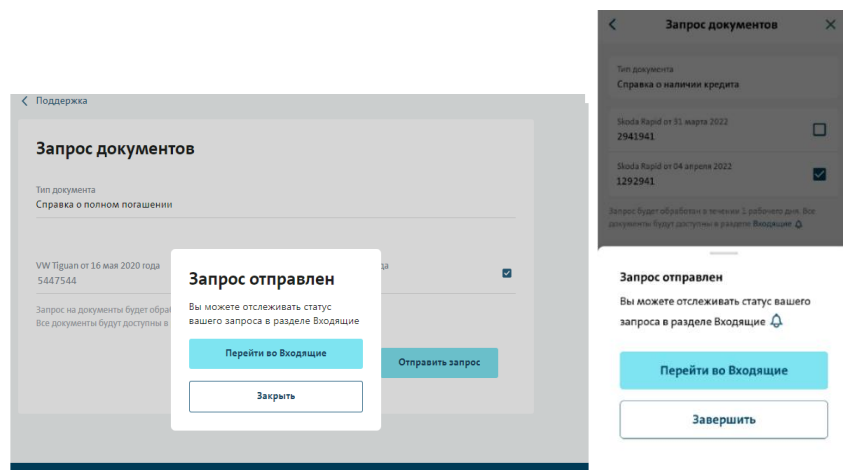 Поддержка
Запрос документов
Тип документа
Справка о полном погашении
VW Tiguan от 16 мая 2020 года
5447544
да
Запрос на документы будет обра
Все документы будут доступны в
Отправить запрос
Запрос отправлен
Вы можете отслеживать статус
вашего запроса в разделе Входящие
Перейти во Входящие
Закрыть
Запрос документов
Тип документа
Справка о наличии кредита
Skoda Rapid от 31 марта 2022
2941941
Skoda Rapid от 04 апреля 2022
1292941
Запрос будет обработан в течение 1 рабочего дня. Все
документы будут доступны в разделе Входящие
Запрос отправлен
Вы можете отслеживать статус вашего
запроса в разделе Входящие
Перейти во Входящие
Завершить